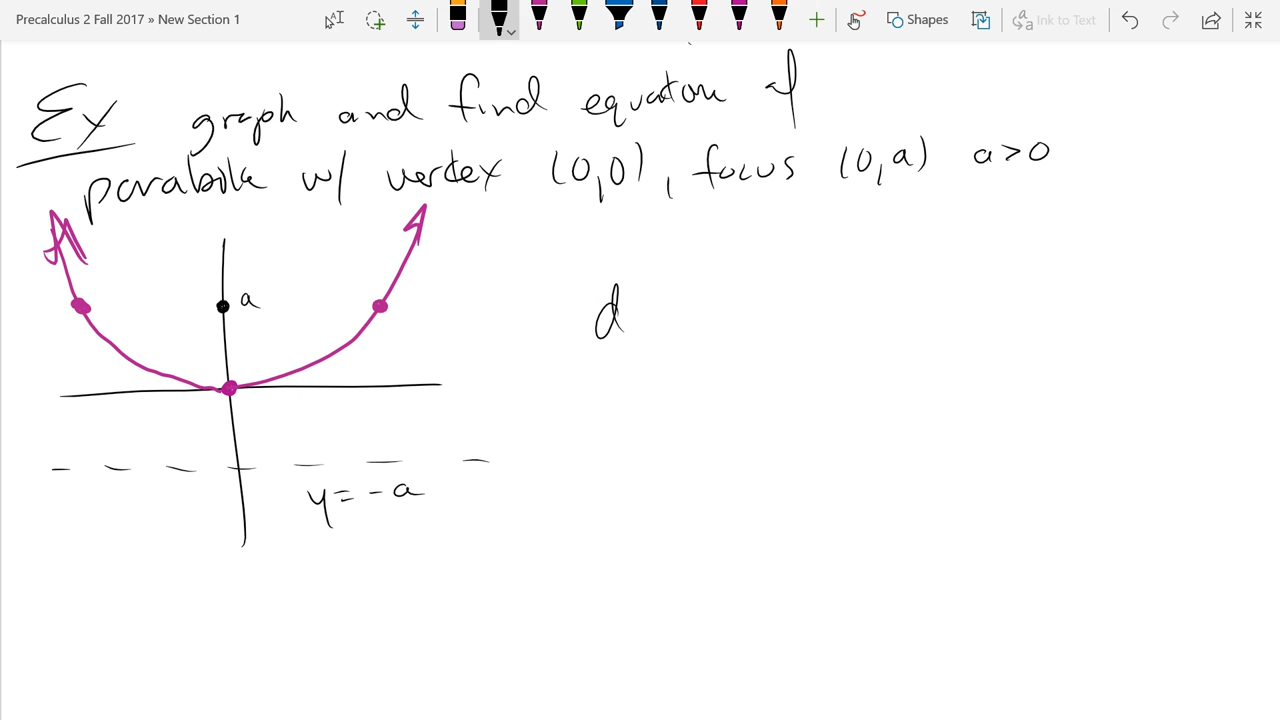 Precalculus 2 Fall 2017 » New Section 1
Shapes
Ink to Text
Ex graph and find equation of
parabola w/ vertex (0,0), focus (0,a) a>0
a
d
y=-a